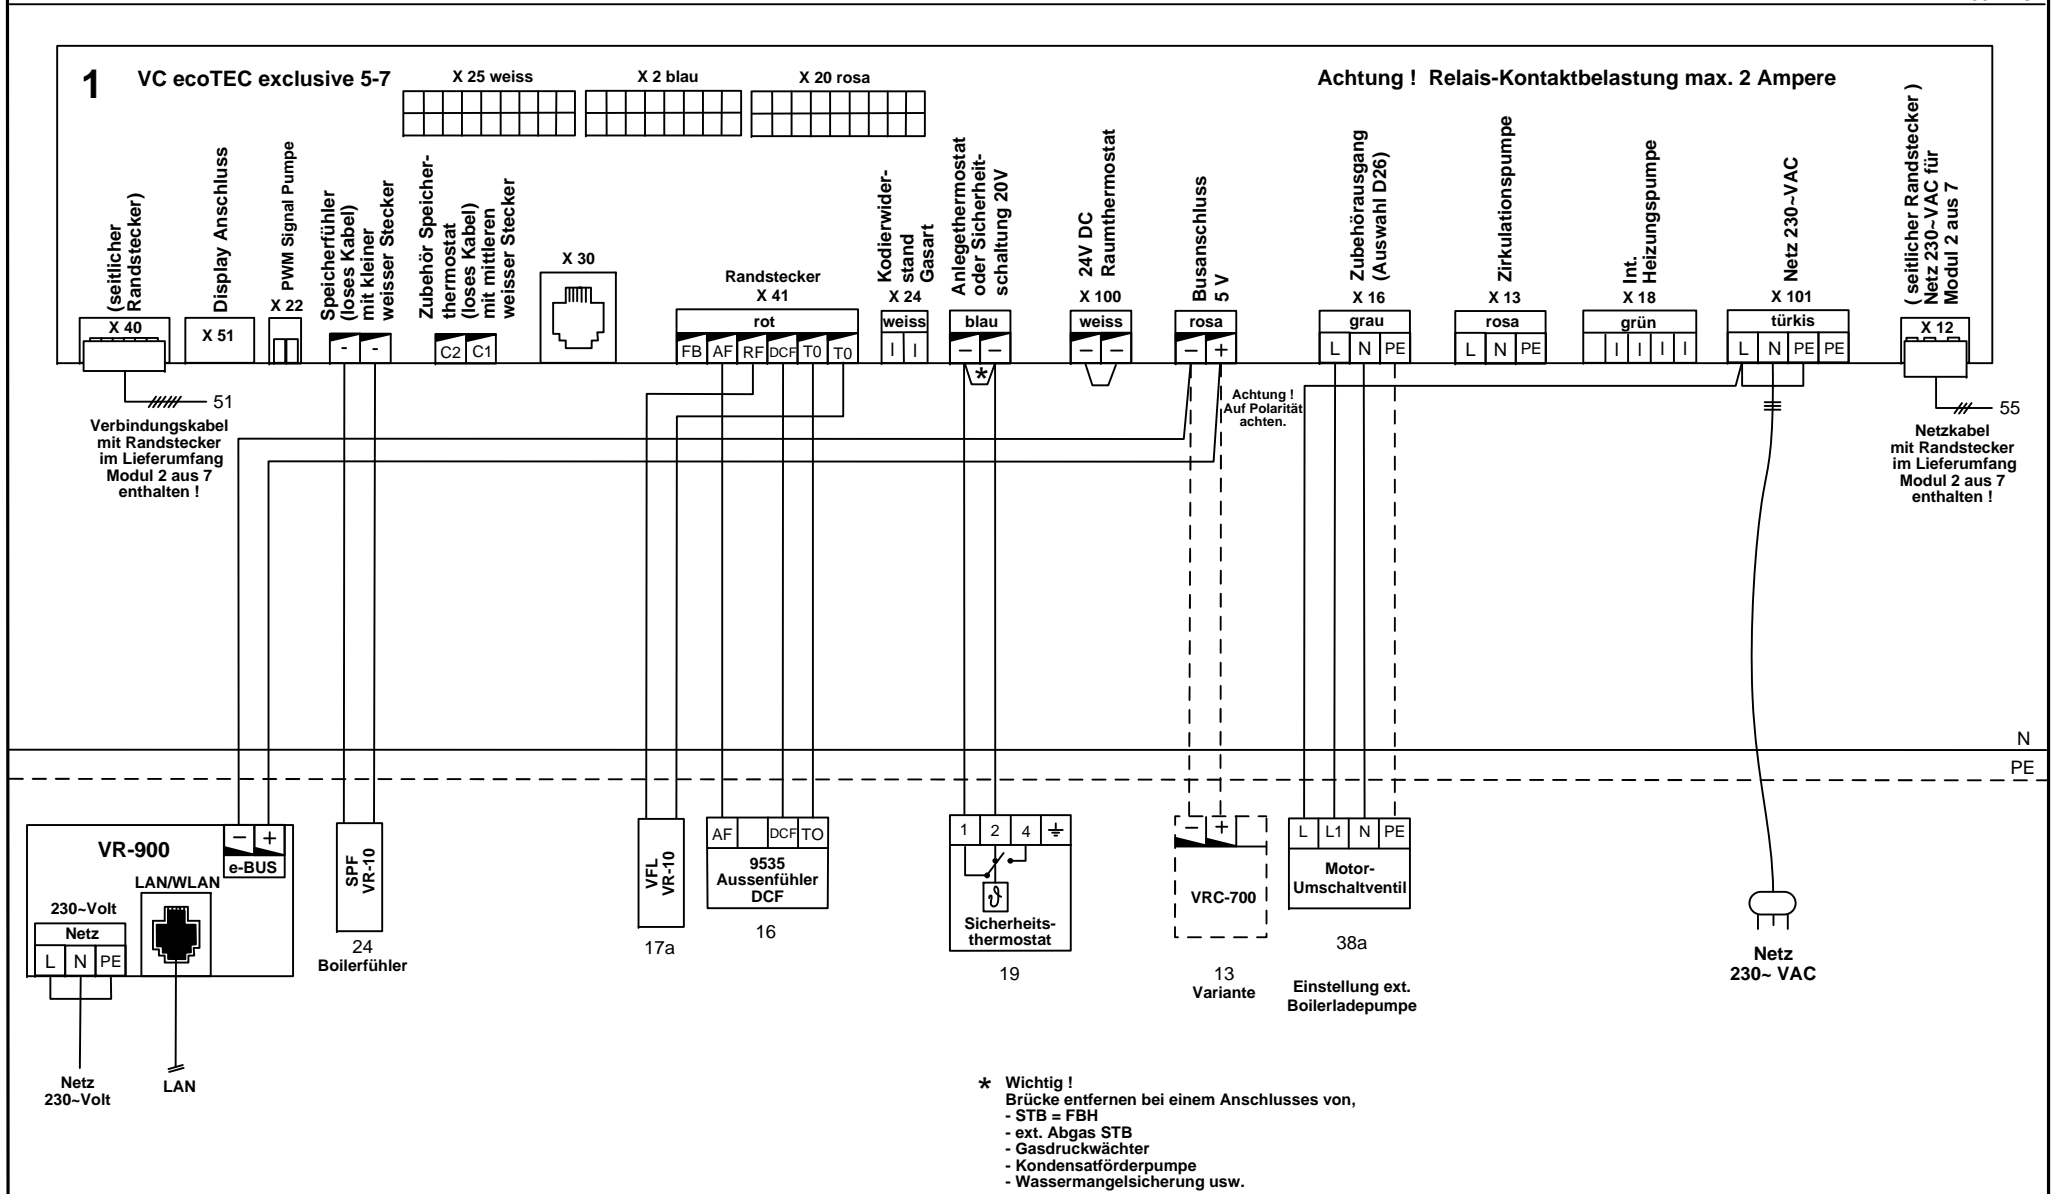 1
VC ecoTEC exclusive 5-7
X 25 weiss
X 2 blau
X 20 rosa
Achtung ! Relais-Kontaktbelastung max. 2 Ampere
(seitlicher
Randstecker)
X 40
Display Anschluss
X 51
PWM Signal Pumpe
X 22
Speicherfühler
(loses Kabel)
mit kleiner
weisser Stecker
- -
Zubehör Speicher-
thermostat
(loses Kabel)
mit mittleren
weisser Stecker
C2 C1
X 30
Randstecker
X 41
rot
FB AF RF DCF T0 T0
Kodierwider-
stand
Gasart
X 24
weiss
I I
Anlegethermostat
oder Sicherheit-
schaltung 20V
blau
– –
*
24V DC
Raumthermostat
X 100
weiss
– –
Busanschluss
5 V
rosa
– +
Zubehörausgang
(Auswahl D26)
X 16
grau
L N PE
Zirkulationspumpe
X 13
rosa
L N PE
Int.
Heizungspumpe
X 18
grün
I I I I
Netz 230~VAC
X 101
türkis
L N PE PE
( seitlicher Randstecker )
Netz 230~VAC für
Modul 2 aus 7
X 12
51
Verbindungskabel
mit Randstecker
im Lieferumfang
Modul 2 aus 7
enthalten !
Achtung !
Auf Polarität
achten.
55
Netzkabel
mit Randstecker
im Lieferumfang
Modul 2 aus 7
enthalten !
N
PE
VR-900
– +
e-BUS
LAN/WLAN
230~Volt
Netz
L N PE
Netz
230~Volt
LAN
SPF
VR-10
24
Boilerfühler
VFL
VR-10
17a
AF DCF TO
9535
Aussenfühler
DCF
16
1 2 4
ϑ
Sicherheits-
thermostat
19
– +
VRC-700
13
Variante
L L1 N PE
Motor-
Umschaltventil
38a
Einstellung ext.
Boilerladepumpe
Netz
230~ VAC
* Wichtig !
Brücke entfernen bei einem Anschlusses von,
- STB = FBH
- ext. Abgas STB
- Gasdruckwächter
- Kondensatförderpumpe
- Wassermangelsicherung usw.